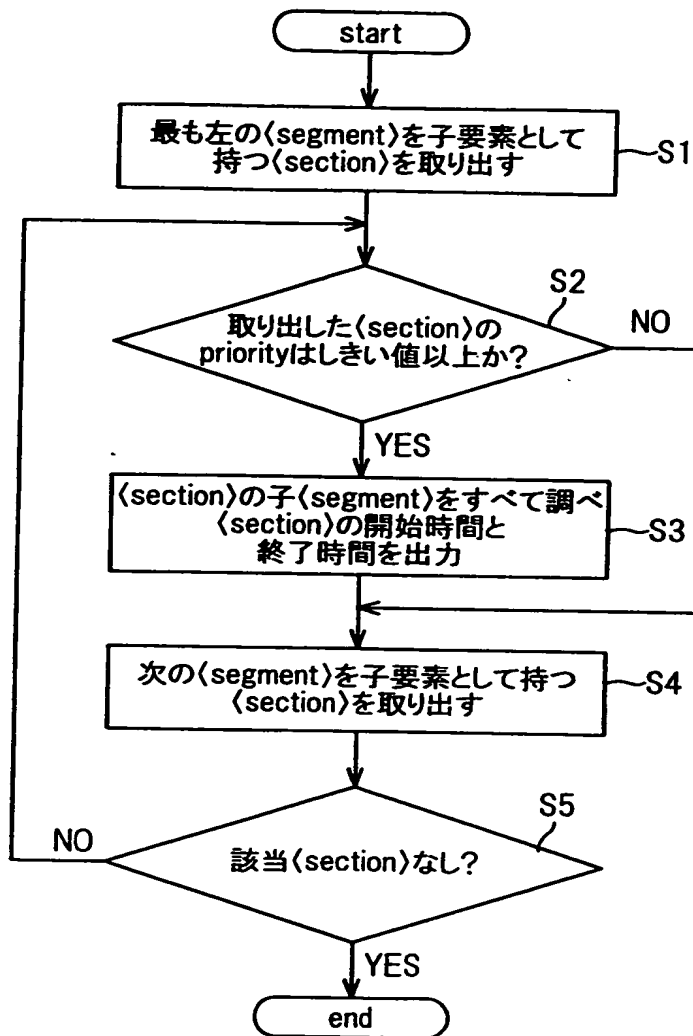 start
最も左の〈segment〉を子要素として
持つ〈section〉を取り出す
S1
S2
取り出した〈section〉の
priorityはしきい値以上か?
NO
YES
〈section〉の子〈segment〉をすべて調べ
〈section〉の開始時間と
終了時間を出力
S3
次の〈segment〉を子要素として持つ
〈section〉を取り出す
S4
S5
NO
該当〈section〉なし?
YES
end